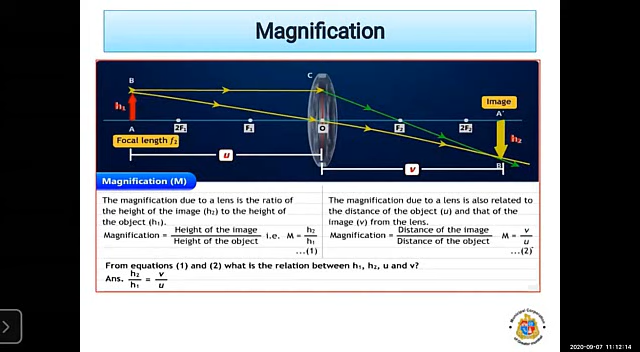 Magnification
C
B
h₁
Image
A
2F₁
F₁
O
F₂
2F₂
A'
h₂
Focal length f₂
B'
u
v
Magnification (M)
The magnification due to a lens is the ratio of
the height of the image (h₂) to the height of
the object (h₁).
Magnification = Height of the image / Height of the object i.e. M = h₂/h₁
...(1)
The magnification due to a lens is also related to
the distance of the object (u) and that of the
image (v) from the lens.
Magnification = Distance of the image / Distance of the object M = v/u
...(2)
From equations (1) and (2) what is the relation between h₁, h₂, u and v?
Ans. h₂/h₁ = v/u
Municipal Corporation
2020-09-07 11:12:14